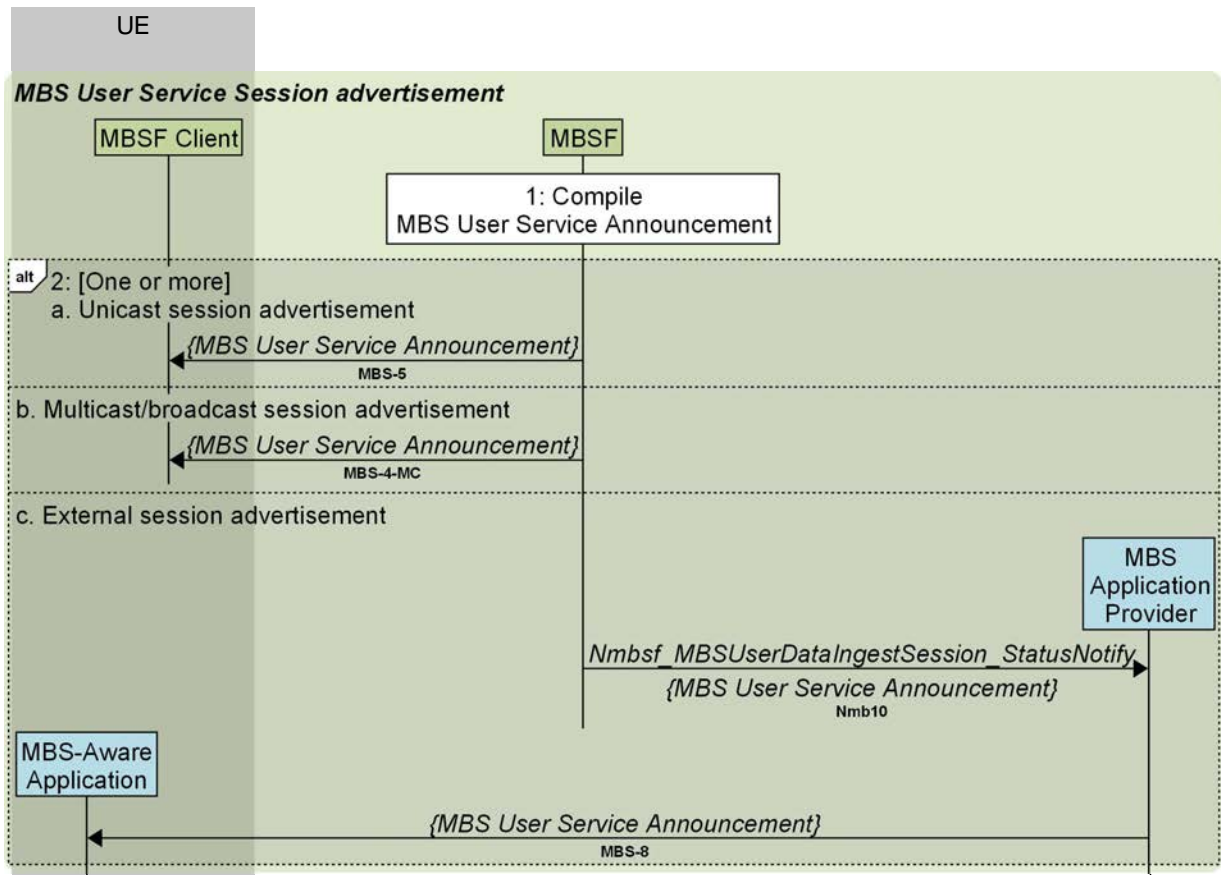 UE
MBS User Service Session advertisement
MBSF Client
MBSF
1: Compile
MBS User Service Announcement
alt
2: [One or more]
a. Unicast session advertisement
{MBS User Service Announcement}
MBS-5
b. Multicast/broadcast session advertisement
{MBS User Service Announcement}
MBS-4-MC
c. External session advertisement
MBS
Application
Provider
Nmbsf_MBSUserDataIngestSession_StatusNotify
{MBS User Service Announcement}
Nmb10
MBS-Aware
Application
{MBS User Service Announcement}
MBS-8